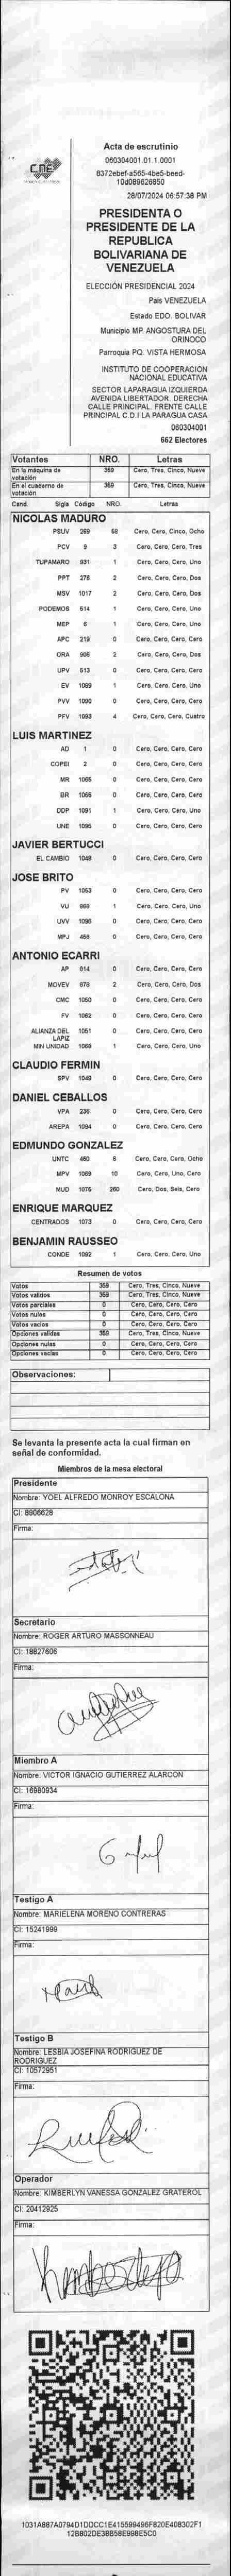 CNE
Acta de escrutinio
060304001.01.1.0001
8372ebef-a565-4be5-beed-
10d089626850
28/07/2024 06:57:36 PM
PRESIDENTA O
PRESIDENTE DE LA
REPUBLICA
BOLIVARIANA DE
VENEZUELA
ELECCIÓN PRESIDENCIAL 2024
Pais VENEZUELA
Estado EDO. BOLIVAR
Municipio MP. ANGOSTURA DEL
ORINOCO
Parroquia PQ. VISTA HERMOSA
INSTITUTO DE COOPERACION
NACIONAL EDUCATIVA
SECTOR LAPARAGUA IZQUIERDA
AVENIDA LIBERTADOR. DERECHA
CALLE PRINCIPAL. FRENTE CALLE
PRINCIPAL C.D.I LA PARAGUA CASA
060304001
662 Electores
Votantes NRO. Letras
En la máquina de votación 359 Cero, Tres, Cinco, Nueve
En el cuaderno de votación 359 Cero, Tres, Cinco, Nueve
Cand. Sigla Código NRO. Letras
NICOLAS MADURO
PSUV 269 58 Cero, Cero, Cinco, Ocho
PCV 9 3 Cero, Cero, Cero, Tres
TUPAMARO 931 1 Cero, Cero, Cero, Uno
PPT 276 2 Cero, Cero, Cero, Dos
MSV 1017 2 Cero, Cero, Cero, Dos
PODEMOS 514 1 Cero, Cero, Cero, Uno
MEP 6 1 Cero, Cero, Cero, Uno
APC 219 0 Cero, Cero, Cero, Cero
ORA 906 2 Cero, Cero, Cero, Dos
UPV 513 0 Cero, Cero, Cero, Cero
EV 1089 1 Cero, Cero, Cero, Uno
PVV 1090 0 Cero, Cero, Cero, Cero
PFV 1093 4 Cero, Cero, Cero, Cuatro
LUIS MARTINEZ
AD 1 0 Cero, Cero, Cero, Cero
COPEI 2 0 Cero, Cero, Cero, Cero
MR 1065 0 Cero, Cero, Cero, Cero
BR 1066 0 Cero, Cero, Cero, Cero
DDP 1091 1 Cero, Cero, Cero, Uno
UNE 1095 0 Cero, Cero, Cero, Cero
JAVIER BERTUCCI
EL CAMBIO 1048 0 Cero, Cero, Cero, Cero
JOSE BRITO
PV 1053 0 Cero, Cero, Cero, Cero
VU 868 1 Cero, Cero, Cero, Uno
UVV 1096 0 Cero, Cero, Cero, Cero
MPJ 458 0 Cero, Cero, Cero, Cero
ANTONIO ECARRI
AP 814 0 Cero, Cero, Cero, Cero
MOVEV 878 2 Cero, Cero, Cero, Dos
CMC 1050 0 Cero, Cero, Cero, Cero
FV 1062 0 Cero, Cero, Cero, Cero
ALIANZA DEL LAPIZ 1051 0 Cero, Cero, Cero, Cero
MIN UNIDAD 1068 1 Cero, Cero, Cero, Uno
CLAUDIO FERMIN
SPV 1049 0 Cero, Cero, Cero, Cero
DANIEL CEBALLOS
VPA 236 0 Cero, Cero, Cero, Cero
AREPA 1094 0 Cero, Cero, Cero, Cero
EDMUNDO GONZALEZ
UNTC 460 8 Cero, Cero, Cero, Ocho
MPV 1069 10 Cero, Cero, Uno, Cero
MUD 1075 260 Cero, Dos, Seis, Cero
ENRIQUE MARQUEZ
CENTRADOS 1073 0 Cero, Cero, Cero, Cero
BENJAMIN RAUSSEO
CONDE 1092 1 Cero, Cero, Cero, Uno
Resumen de votos
Votos 359 Cero, Tres, Cinco, Nueve
Votos validos 359 Cero, Tres, Cinco, Nueve
Votos parciales 0 Cero, Cero, Cero, Cero
Votos nulos 0 Cero, Cero, Cero, Cero
Votos vacios 0 Cero, Cero, Cero, Cero
Opciones validas 359 Cero, Tres, Cinco, Nueve
Opciones nulas 0 Cero, Cero, Cero, Cero
Opciones vacias 0 Cero, Cero, Cero, Cero
Observaciones:
Se levanta la presente acta la cual firman en
señal de conformidad.
Miembros de la mesa electoral
Presidente
Nombre: YOEL ALFREDO MONROY ESCALONA
CI: 8906628
Firma:
Secretario
Nombre: ROGER ARTURO MASSONNEAU
CI: 18827606
Firma:
Miembro A
Nombre: VICTOR IGNACIO GUTIERREZ ALARCON
CI: 16980934
Firma:
Testigo A
Nombre: MARIELENA MORENO CONTRERAS
CI: 15241999
Firma:
Testigo B
Nombre: LESBIA JOSEFINA RODRIGUEZ DE
RODRIGUEZ
CI: 10572951
Firma:
Operador
Nombre: KIMBERLYN VANESSA GONZALEZ GRATEROL
CI: 20412925
Firma:
1031A887A0794D1DDCC1E415599496F820E408302F1
12B802DE38B58E998E5C0